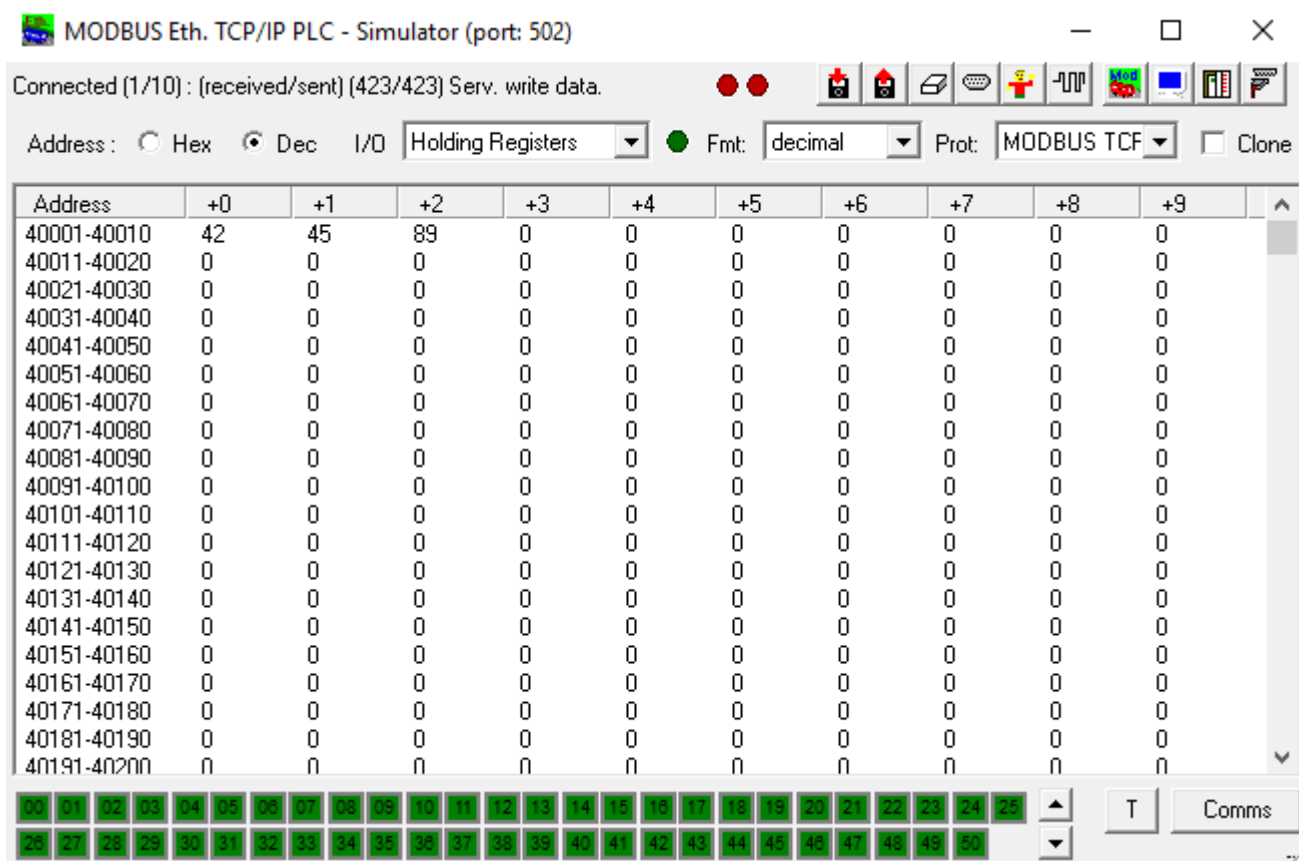 MODBUS Eth. TCP/IP PLC - Simulator (port: 502)
Connected (1/10) : (received/sent) (423/423) Serv. write data.
Address : Hex Dec I/O Holding Registers Fmt: decimal Prot: MODBUS TCP Clone
Address +0 +1 +2 +3 +4 +5 +6 +7 +8 +9
40001-40010 42 45 89 0 0 0 0 0 0 0
40011-40020 0 0 0 0 0 0 0 0 0 0
40021-40030 0 0 0 0 0 0 0 0 0 0
40031-40040 0 0 0 0 0 0 0 0 0 0
40041-40050 0 0 0 0 0 0 0 0 0 0
40051-40060 0 0 0 0 0 0 0 0 0 0
40061-40070 0 0 0 0 0 0 0 0 0 0
40071-40080 0 0 0 0 0 0 0 0 0 0
40081-40090 0 0 0 0 0 0 0 0 0 0
40091-40100 0 0 0 0 0 0 0 0 0 0
40101-40110 0 0 0 0 0 0 0 0 0 0
40111-40120 0 0 0 0 0 0 0 0 0 0
40121-40130 0 0 0 0 0 0 0 0 0 0
40131-40140 0 0 0 0 0 0 0 0 0 0
40141-40150 0 0 0 0 0 0 0 0 0 0
40151-40160 0 0 0 0 0 0 0 0 0 0
40161-40170 0 0 0 0 0 0 0 0 0 0
40171-40180 0 0 0 0 0 0 0 0 0 0
40181-40190 0 0 0 0 0 0 0 0 0 0
40191-40200 0 0 0 0 0 0 0 0 0 0
00 01 02 03 04 05 06 07 08 09 10 11 12 13 14 15 16 17 18 19 20 21 22 23 24 25 T Comms
26 27 28 29 30 31 32 33 34 35 36 37 38 39 40 41 42 43 44 45 46 47 48 49 50